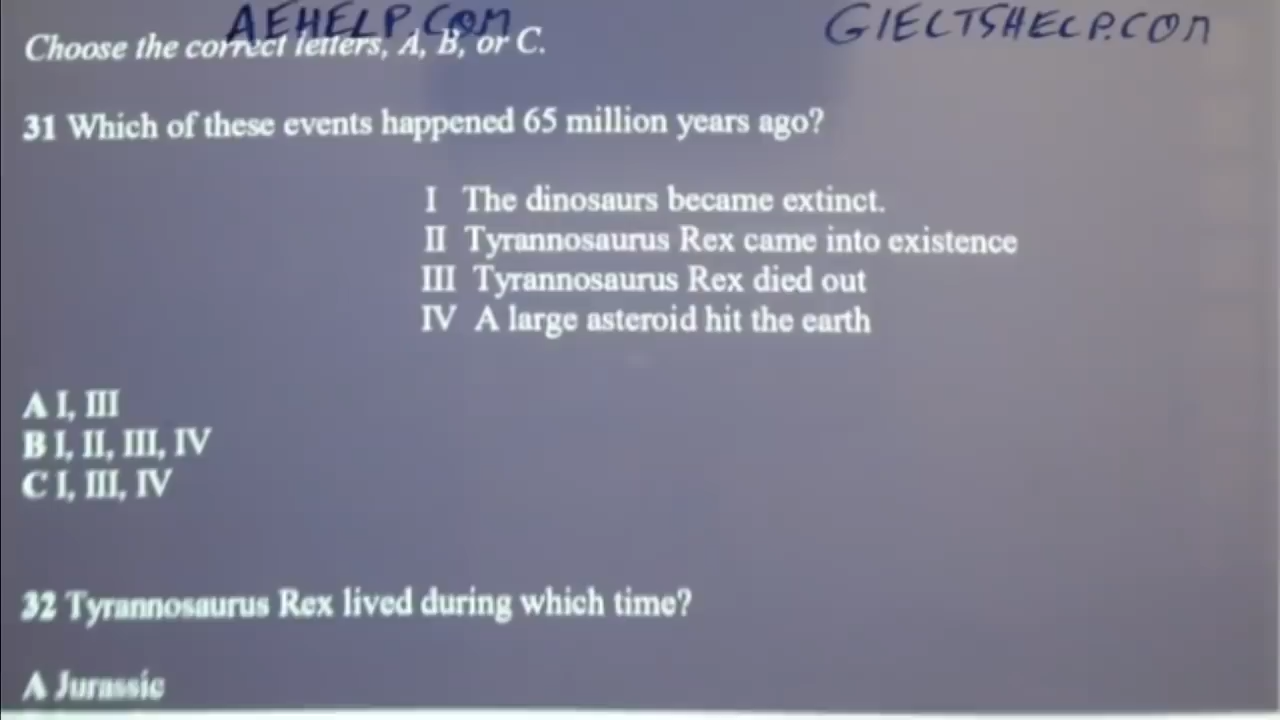 AEHELP.COM
GIELTSHELP.COM
Choose the correct letters, A, B, or C.
31 Which of these events happened 65 million years ago?
I The dinosaurs became extinct.
II Tyrannosaurus Rex came into existence
III Tyrannosaurus Rex died out
IV A large asteroid hit the earth
A I, III
B I, II, III, IV
C I, III, IV
32 Tyrannosaurus Rex lived during which time?
A Jurassic